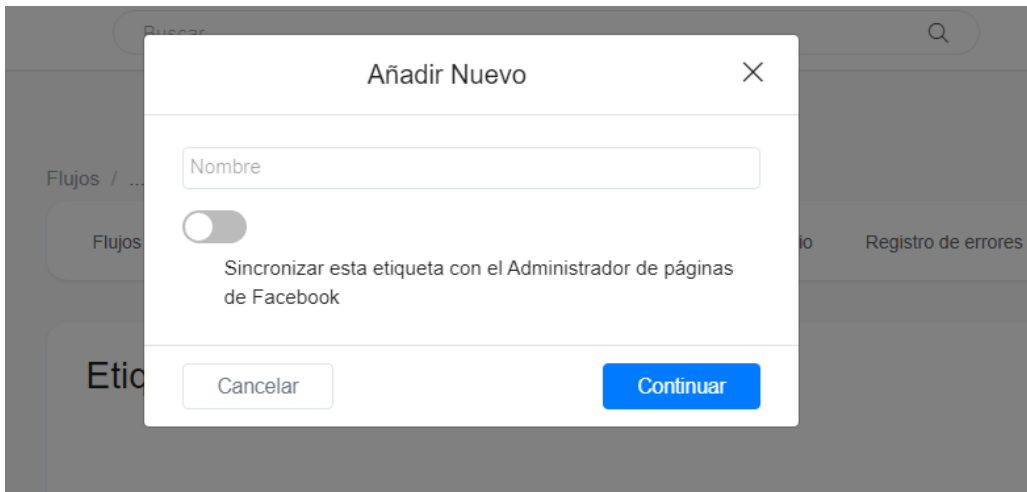 Buscar
Añadir Nuevo
Nombre
Flujos / ...
Flujos
io
Registro de errores
Sincronizar esta etiqueta con el Administrador de páginas
de Facebook
Etiq
Cancelar
Continuar